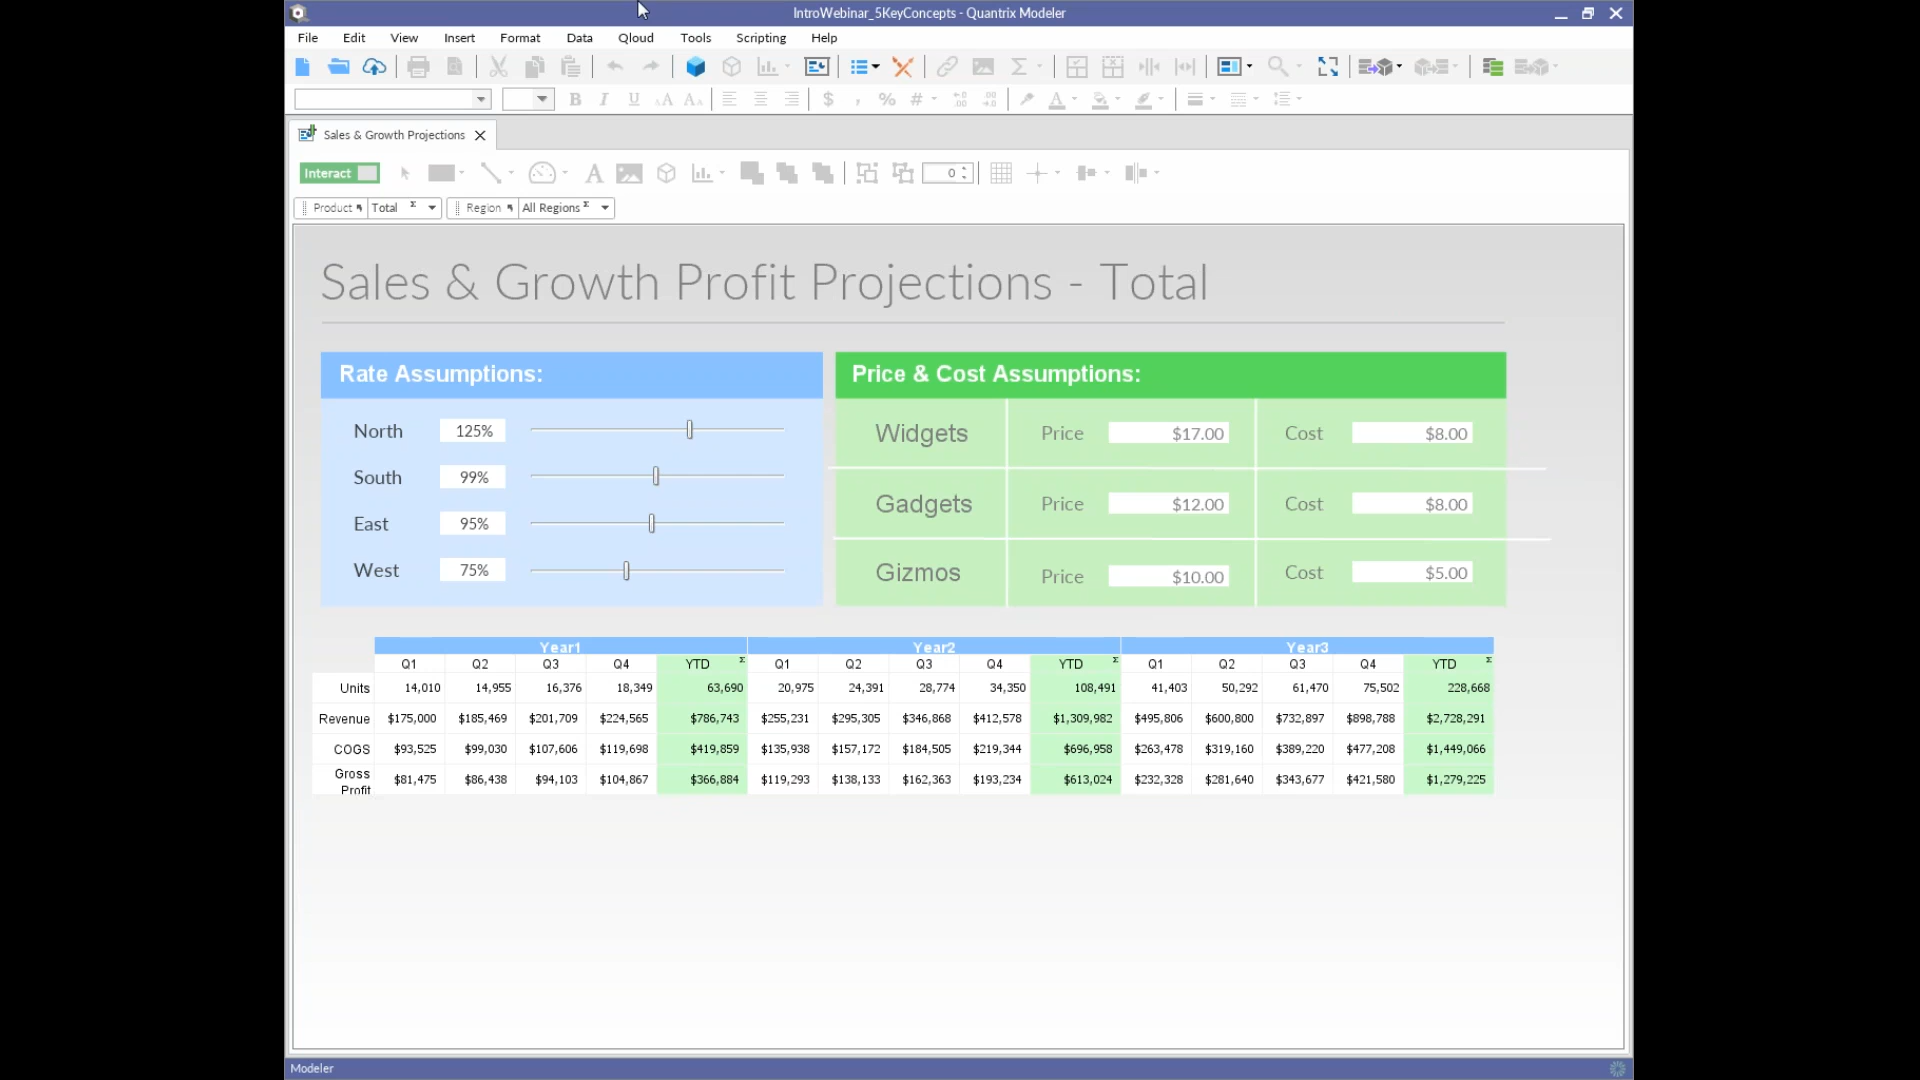 IntroWebinar_5KeyConcepts - Quantrix Modeler
File Edit View Insert Format Data Qloud Tools Scripting Help
Sales & Growth Projections
Interact 0
Product Total Σ Region All Regions Σ
Sales & Growth Profit Projections - Total
Rate Assumptions:
North 125%
South 99%
East 95%
West 75%
Price & Cost Assumptions:
Widgets Price $17.00 Cost $8.00
Gadgets Price $12.00 Cost $8.00
Gizmos Price $10.00 Cost $5.00
Year1 Year2 Year3
Q1 Q2 Q3 Q4 YTD Σ Q1 Q2 Q3 Q4 YTD Σ Q1 Q2 Q3 Q4 YTD Σ
Units 14,010 14,955 16,376 18,349 63,690 20,975 24,391 28,774 34,350 108,491 41,403 50,292 61,470 75,502 228,668
Revenue $175,000 $185,469 $201,709 $224,565 $786,743 $255,231 $295,305 $346,868 $412,578 $1,309,982 $495,806 $600,800 $732,897 $898,788 $2,728,291
COGS $93,525 $99,030 $107,606 $119,698 $419,859 $135,938 $157,172 $184,505 $219,344 $696,958 $263,478 $319,160 $389,220 $477,208 $1,449,066
Gross Profit $81,475 $86,438 $94,103 $104,867 $366,884 $119,293 $138,133 $162,363 $193,234 $613,024 $232,328 $281,640 $343,677 $421,580 $1,279,225
Modeler